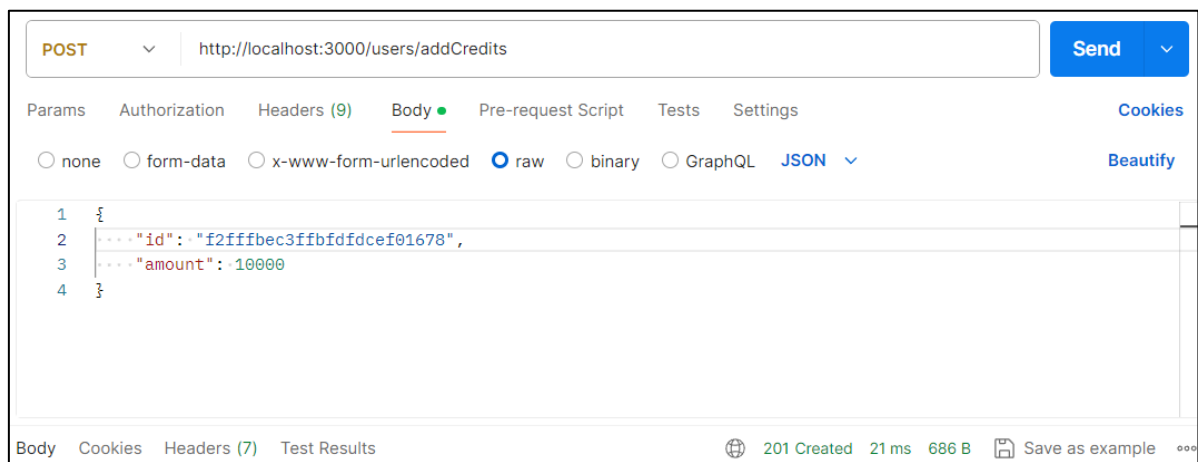 POST http://localhost:3000/users/addCredits Send
Params Authorization Headers (9) Body Pre-request Script Tests Settings Cookies
none form-data x-www-form-urlencoded raw binary GraphQL JSON Beautify
1 {
2 "id": "f2fffbec3ffbfdfdcef01678",
3 "amount": 10000
4 }
Body Cookies Headers (7) Test Results 201 Created 21 ms 686 B Save as example